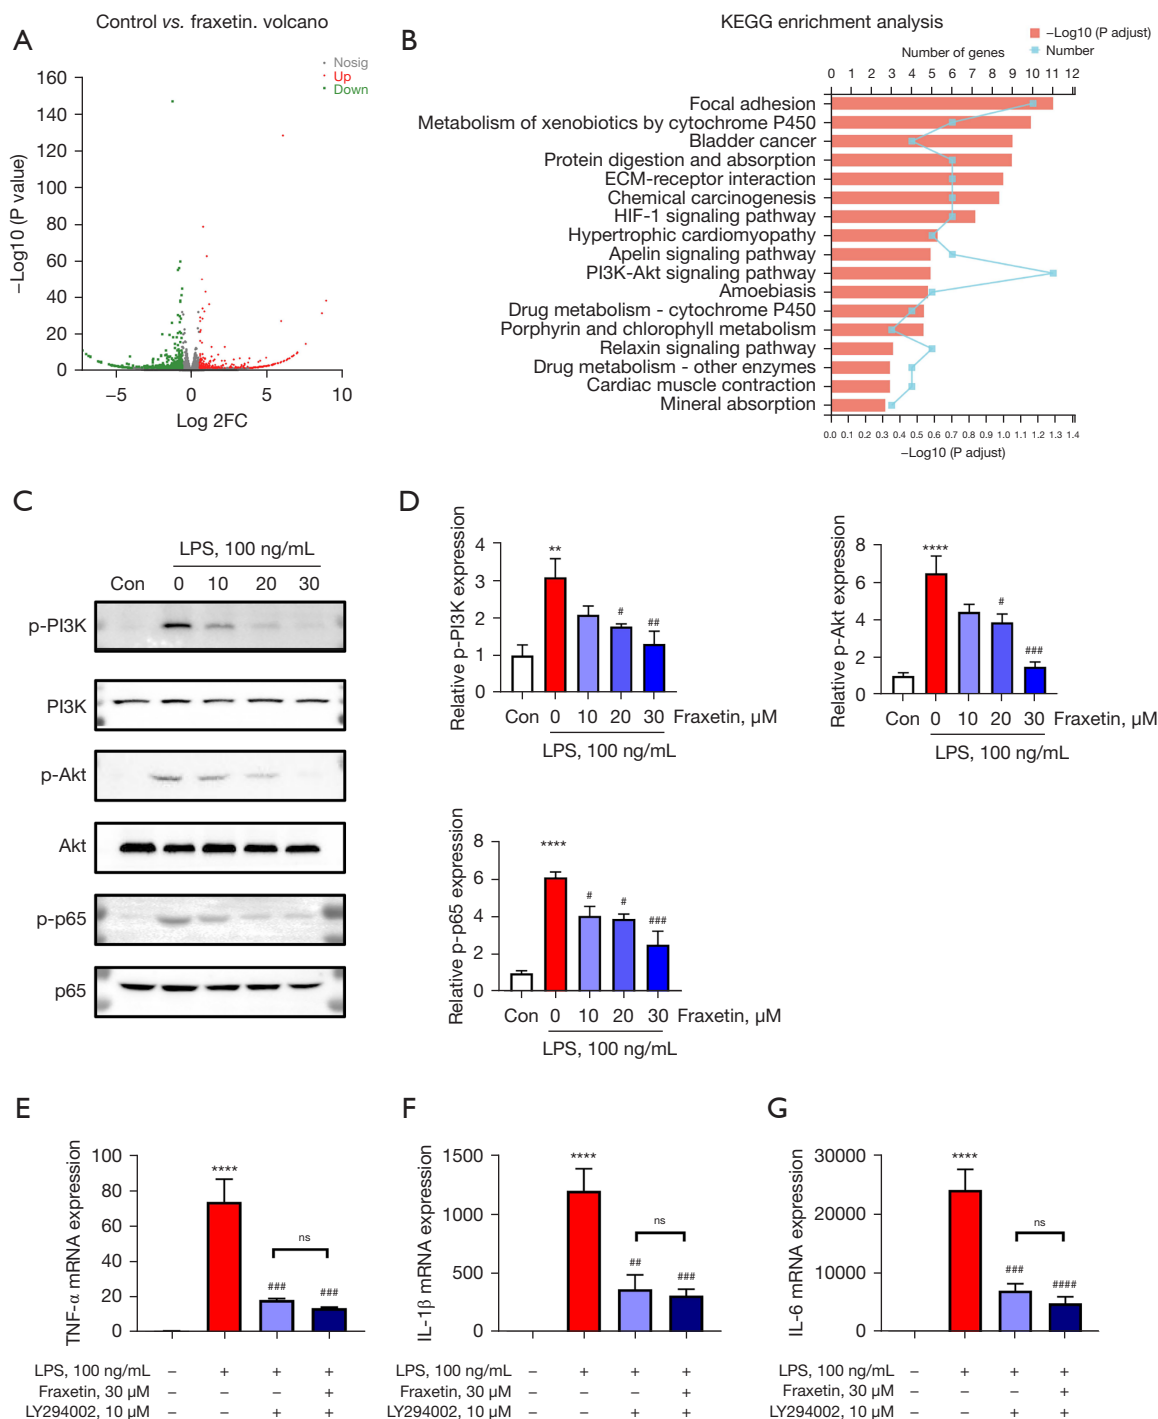 Control vs. fraxetin. volcano
A
Nosig
Up
Down
160
140
120
100
80
60
40
20
0
−5
0
5
10
−Log10 (P value)
Log 2FC
KEGG enrichment analysis
B
−Log10 (P adjust)
Number
Number of genes
0 1 2 3 4 5 6 7 8 9 10 11 12
Focal adhesion
Metabolism of xenobiotics by cytochrome P450
Bladder cancer
Protein digestion and absorption
ECM-receptor interaction
Chemical carcinogenesis
HIF-1 signaling pathway
Hypertrophic cardiomyopathy
Apelin signaling pathway
PI3K-Akt signaling pathway
Amoebiasis
Drug metabolism - cytochrome P450
Porphyrin and chlorophyll metabolism
Relaxin signaling pathway
Drug metabolism - other enzymes
Cardiac muscle contraction
Mineral absorption
0.0 0.1 0.2 0.3 0.4 0.5 0.6 0.7 0.8 0.9 1.0 1.1 1.2 1.3 1.4
−Log10 (P adjust)
C
LPS, 100 ng/mL
Con 0 10 20 30
p-PI3K
PI3K
p-Akt
Akt
p-p65
p65
D
Relative p-PI3K expression
4
3
2
1
0
**
#
##
Con 0 10 20 30 Fraxetin, μM
LPS, 100 ng/mL
Relative p-Akt expression
8
6
4
2
0
****
#
###
Con 0 10 20 30 Fraxetin, μM
LPS, 100 ng/mL
Relative p-p65 expression
8
6
4
2
0
****
#
#
###
Con 0 10 20 30 Fraxetin, μM
LPS, 100 ng/mL
E
TNF-α mRNA expression
100
80
60
40
20
0
****
###
ns
###
LPS, 100 ng/mL − + + +
Fraxetin, 30 μM − − − +
LY294002, 10 μM − − + +
F
IL-1β mRNA expression
1500
1000
500
0
****
##
ns
###
LPS, 100 ng/mL − + + +
Fraxetin, 30 μM − − − +
LY294002, 10 μM − − + +
G
IL-6 mRNA expression
30000
20000
10000
0
****
###
ns
####
LPS, 100 ng/mL − + + +
Fraxetin, 30 μM − − − +
LY294002, 10 μM − − + +